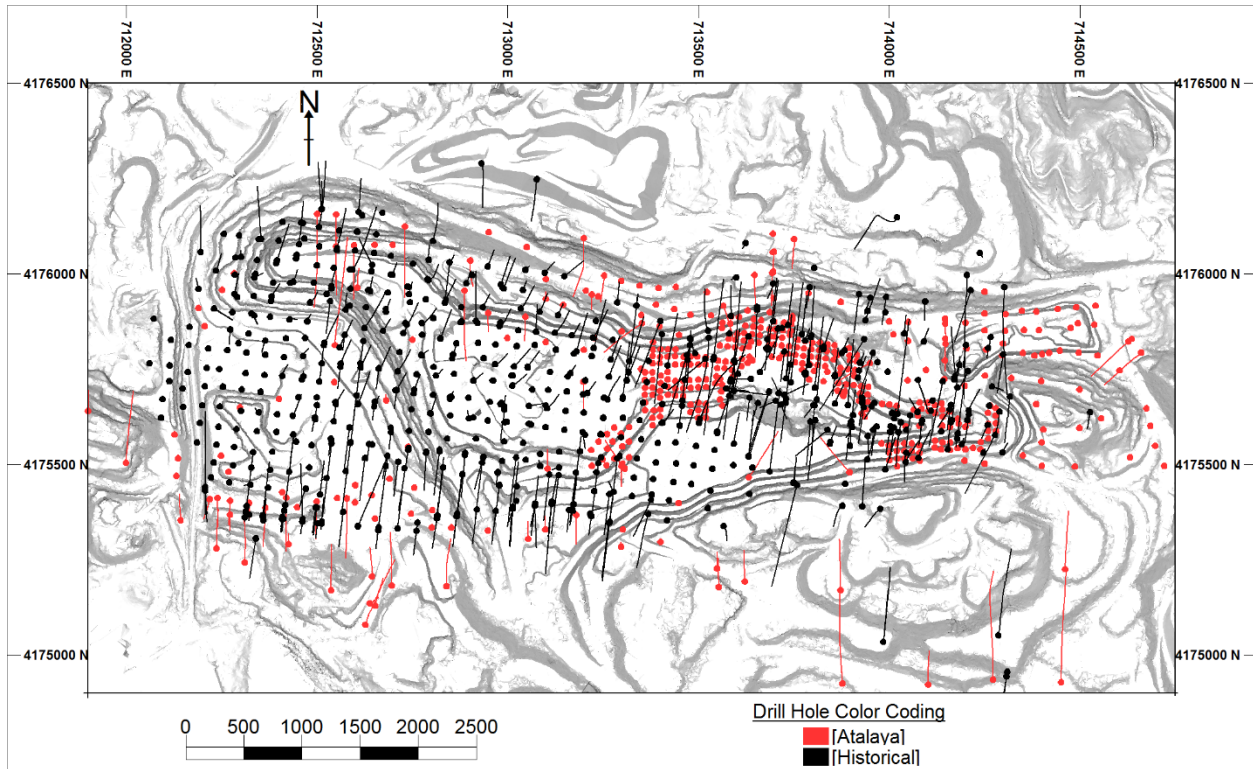 712000 E
712500 E
713000 E
713500 E
714000 E
714500 E
4176500 N
4176500 N
N
4176000 N
4176000 N
4175500 N
4175500 N
4175000 N
4175000 N
0 500 1000 1500 2000 2500
Drill Hole Color Coding
[Atalaya]
[Historical]